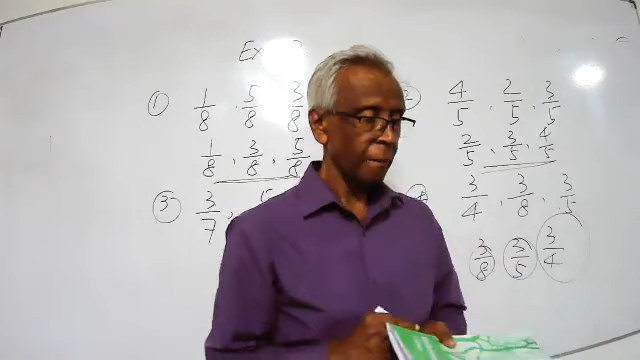 Ex
① 1/8 , 5/8 3/8
1/8 , 3/8 , 5/8
③ 3/7 ,
4/5 , 2/5 , 3/5
2/5 , 3/5 , 4/5
3/4 , 3/8 , 3/5
3/8 3/5 3/4